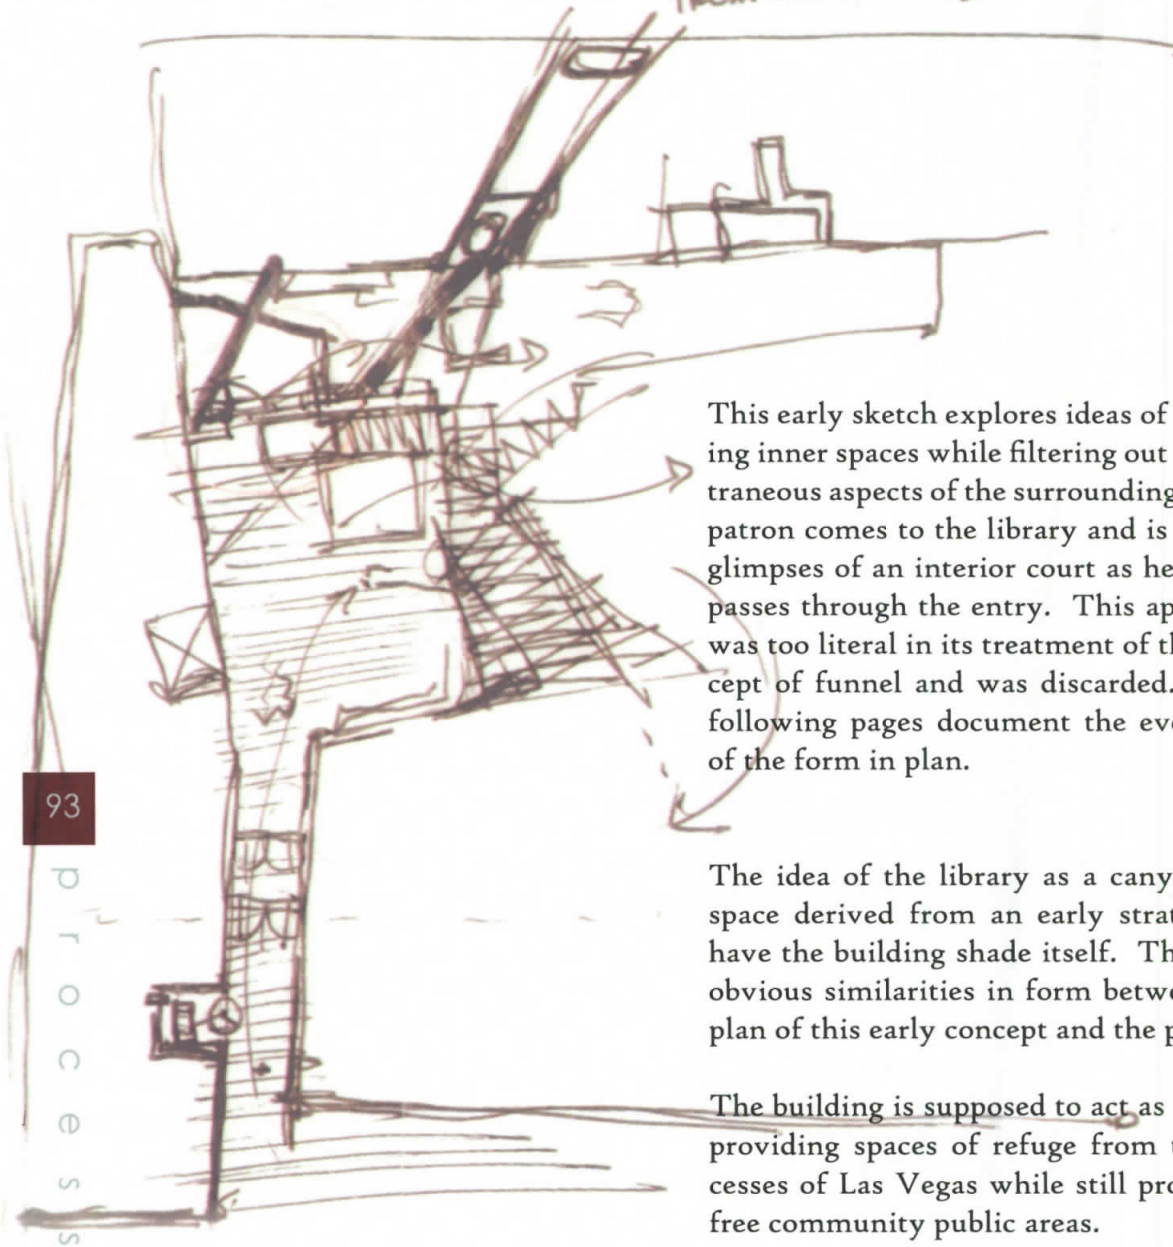 This early sketch explores ideas of
ing inner spaces while filtering out
traneous aspects of the surrounding
patron comes to the library and is
glimpses of an interior court as he
passes through the entry. This ap
was too literal in its treatment of th
cept of funnel and was discarded.
following pages document the eve
of the form in plan.
93
process
The idea of the library as a cany
space derived from an early strat
have the building shade itself. Th
obvious similarities in form betwe
plan of this early concept and the p
The building is supposed to act as
providing spaces of refuge from t
cesses of Las Vegas while still pro
free community public areas.